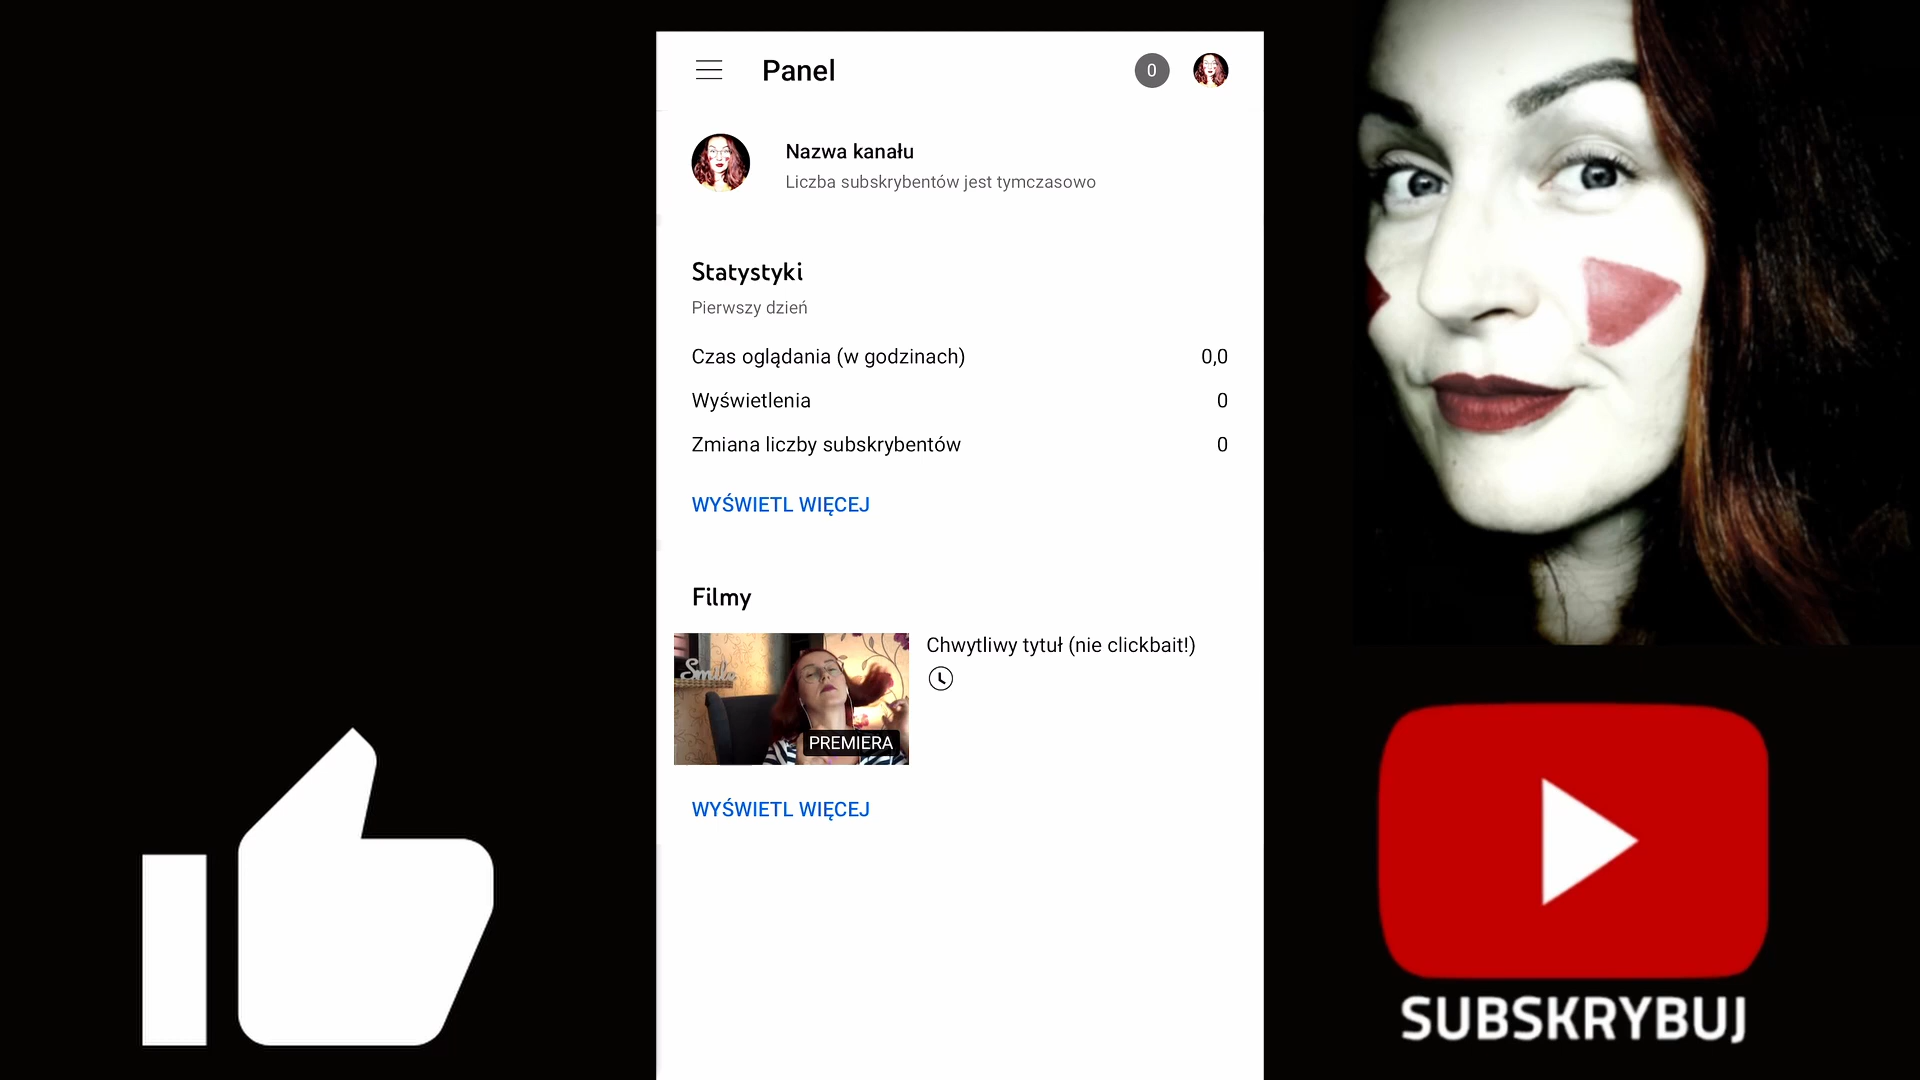 Panel
0
Nazwa kanału
Liczba subskrybentów jest tymczasowo
Statystyki
Pierwszy dzień
Czas oglądania (w godzinach) 0,0
Wyświetlenia 0
Zmiana liczby subskrybentów 0
WYŚWIETL WIĘCEJ
Filmy
Smile
PREMIERA
Chwytliwy tytuł (nie clickbait!)
WYŚWIETL WIĘCEJ
SUBSKRYBUJ